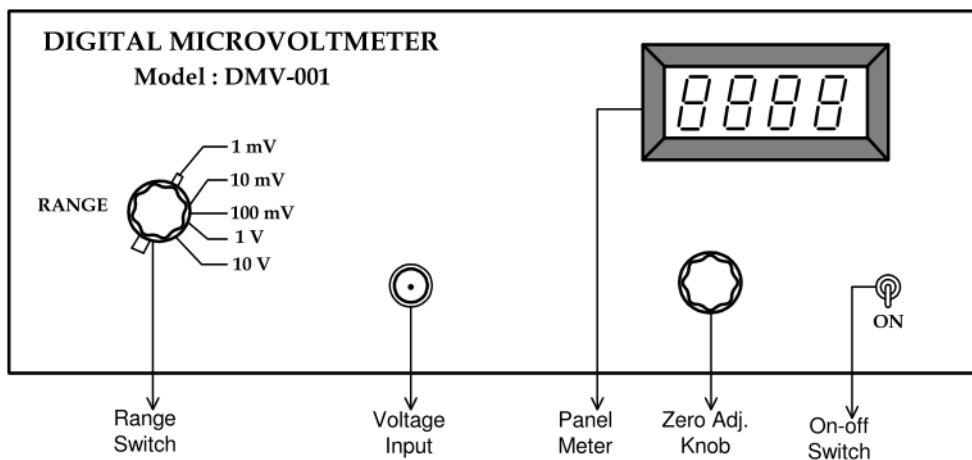 DIGITAL MICROVOLTMETER
Model : DMV-001
8888
1 mV
10 mV
RANGE
100 mV
1 V
10 V
ON
Range
Switch
Voltage
Input
Panel
Meter
Zero Adj.
Knob
On-off
Switch